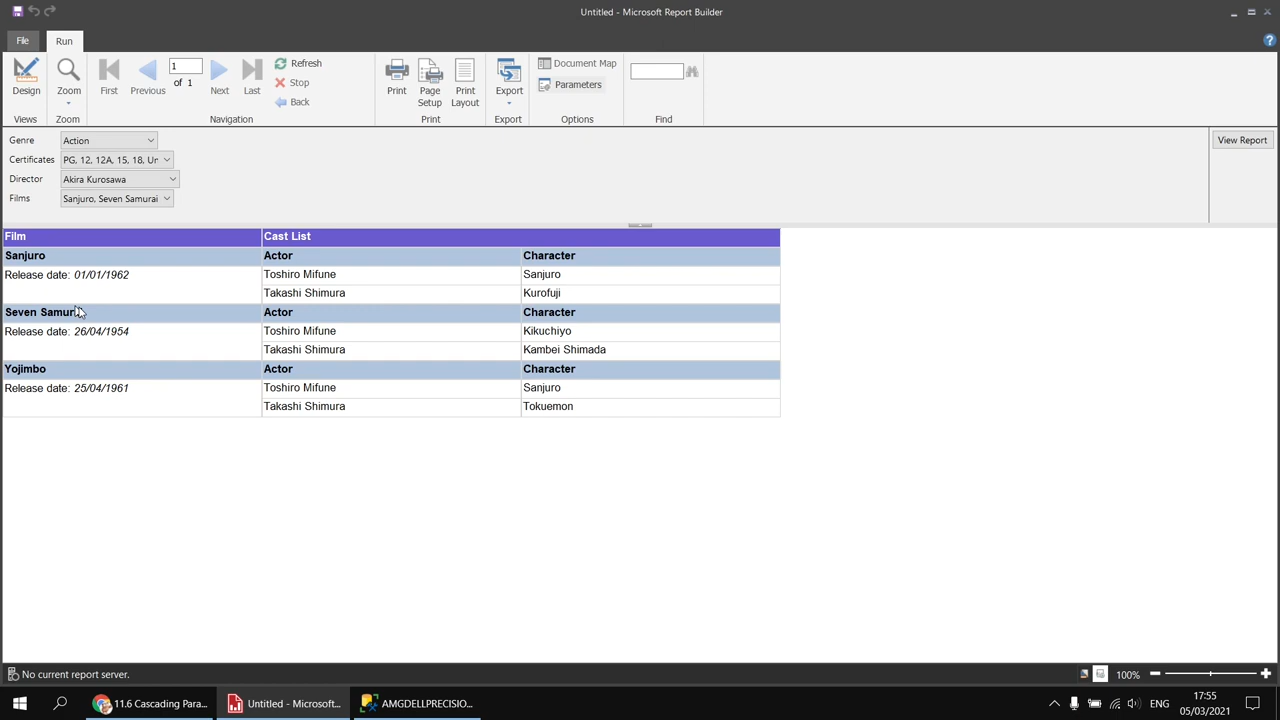 Untitled - Microsoft Report Builder
File Run
Design
Views
Zoom
Zoom
First
Previous
1
of 1
Next
Last
Refresh
Stop
Back
Navigation
Print
Page
Setup
Print
Layout
Print
Export
Export
Document Map
Parameters
Options
Find
Genre Action
Certificates PG, 12, 12A, 15, 18, Ur
Director Akira Kurosawa
Films Sanjuro, Seven Samurai
View Report
Film Cast List
Sanjuro Actor Character
Release date: 01/01/1962 Toshiro Mifune Sanjuro
Takashi Shimura Kurofuji
Seven Samurai Actor Character
Release date: 26/04/1954 Toshiro Mifune Kikuchiyo
Takashi Shimura Kambei Shimada
Yojimbo Actor Character
Release date: 25/04/1961 Toshiro Mifune Sanjuro
Takashi Shimura Tokuemon
No current report server.
100%
11.6 Cascading Para...
Untitled - Microsoft...
AMGDELLPRECISIO...
ENG
17:55
05/03/2021